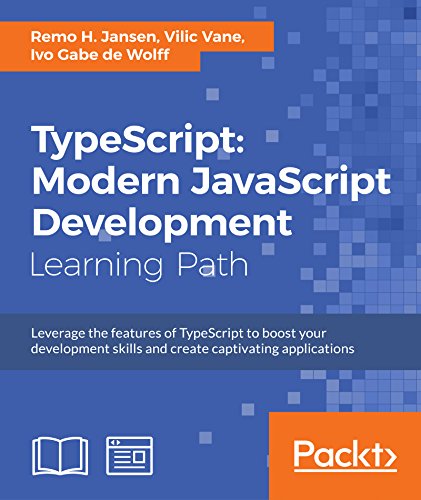 Remo H. Jansen, Vilic Vane,
Ivo Gabe de Wolff
TypeScript:
Modern JavaScript
Development
Learning Path
Leverage the features of TypeScript to boost your
development skills and create captivating applications
Packt>